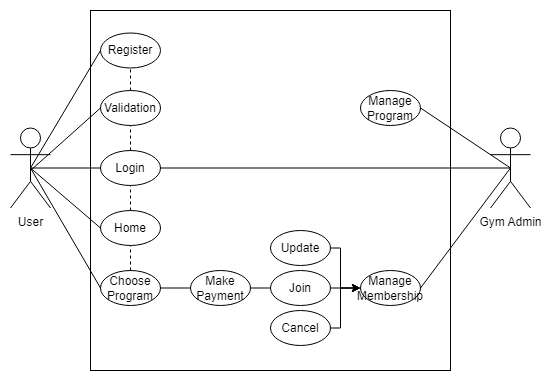 Register
Validation
Manage
Program
Login
User
Gym Admin
Home
Update
Choose
Program
Make
Payment
Join
Manage
Membership
Cancel